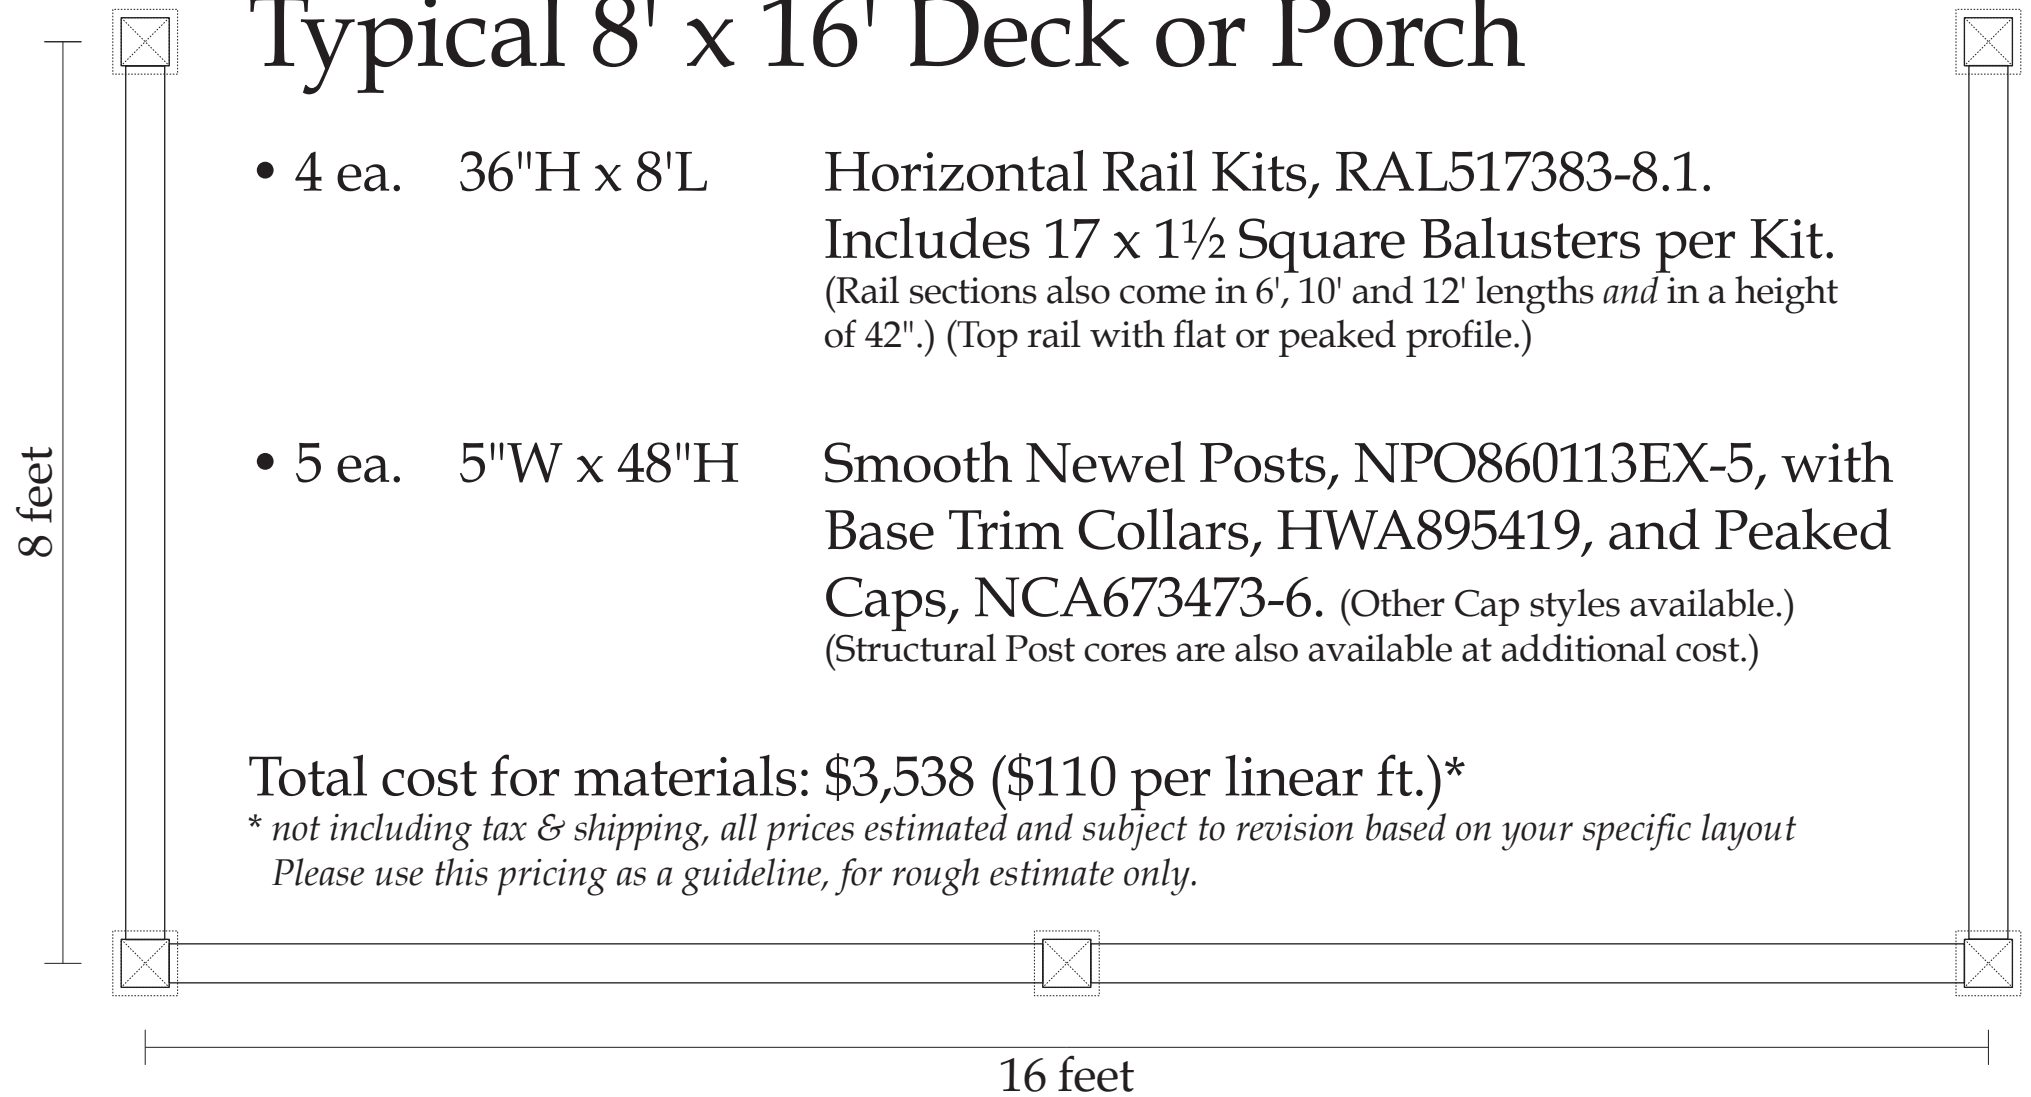 Typical 8' x 16' Deck or Porch
• 4 ea. 36"H x 8'L Horizontal Rail Kits, RAL517383-8.1.
Includes 17 x 1½ Square Balusters per Kit.
(Rail sections also come in 6', 10' and 12' lengths and in a height
of 42".) (Top rail with flat or peaked profile.)
8 feet
• 5 ea. 5"W x 48"H Smooth Newel Posts, NPO860113EX-5, with
Base Trim Collars, HWA895419, and Peaked
Caps, NCA673473-6. (Other Cap styles available.)
(Structural Post cores are also available at additional cost.)
Total cost for materials: $3,538 ($110 per linear ft.)*
* not including tax & shipping, all prices estimated and subject to revision based on your specific layout
Please use this pricing as a guideline, for rough estimate only.
16 feet